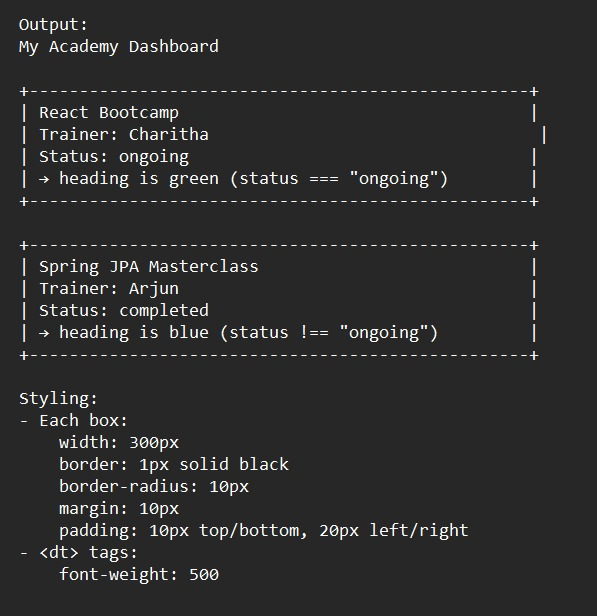 Output:
My Academy Dashboard

+--------------------------------------------------+
| React Bootcamp                                   |
| Trainer: Charitha                                 |
| Status: ongoing                                  |
| → heading is green (status === "ongoing")        |
+--------------------------------------------------+

+--------------------------------------------------+
| Spring JPA Masterclass                           |
| Trainer: Arjun                                   |
| Status: completed                                |
| → heading is blue (status !== "ongoing")         |
+--------------------------------------------------+

Styling:
- Each box:
    width: 300px
    border: 1px solid black
    border-radius: 10px
    margin: 10px
    padding: 10px top/bottom, 20px left/right
- <dt> tags:
    font-weight: 500